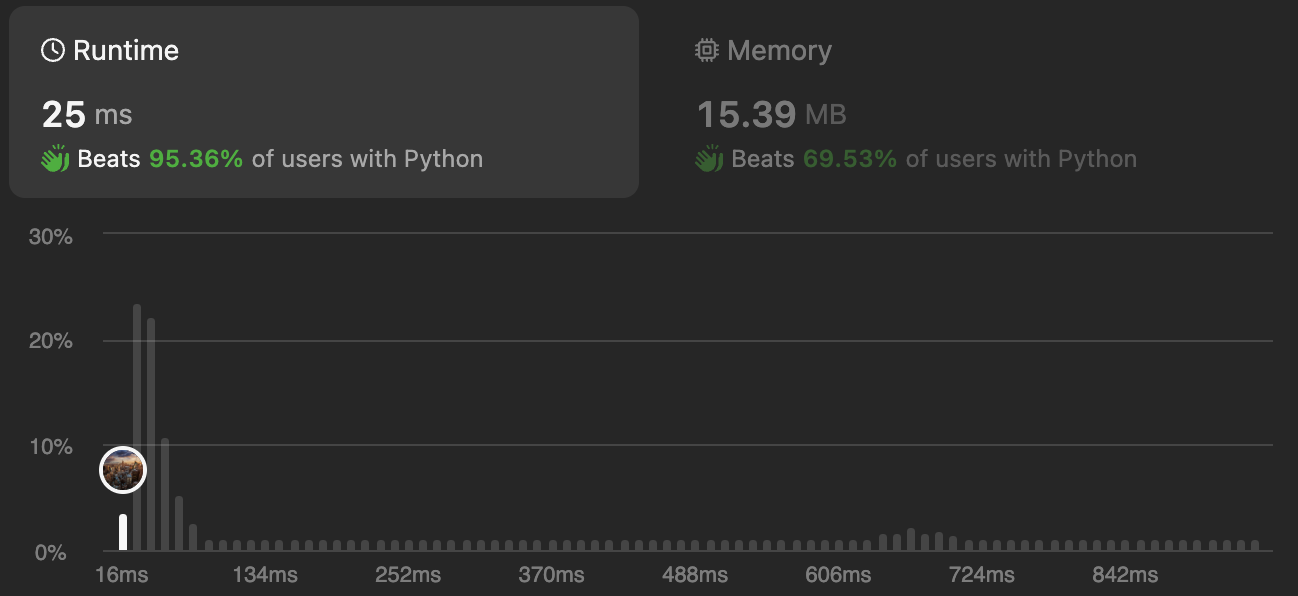 Runtime
25 ms
Beats 95.36% of users with Python
Memory
15.39 MB
Beats 69.53% of users with Python
30%
20%
10%
0%
16ms 134ms 252ms 370ms 488ms 606ms 724ms 842ms